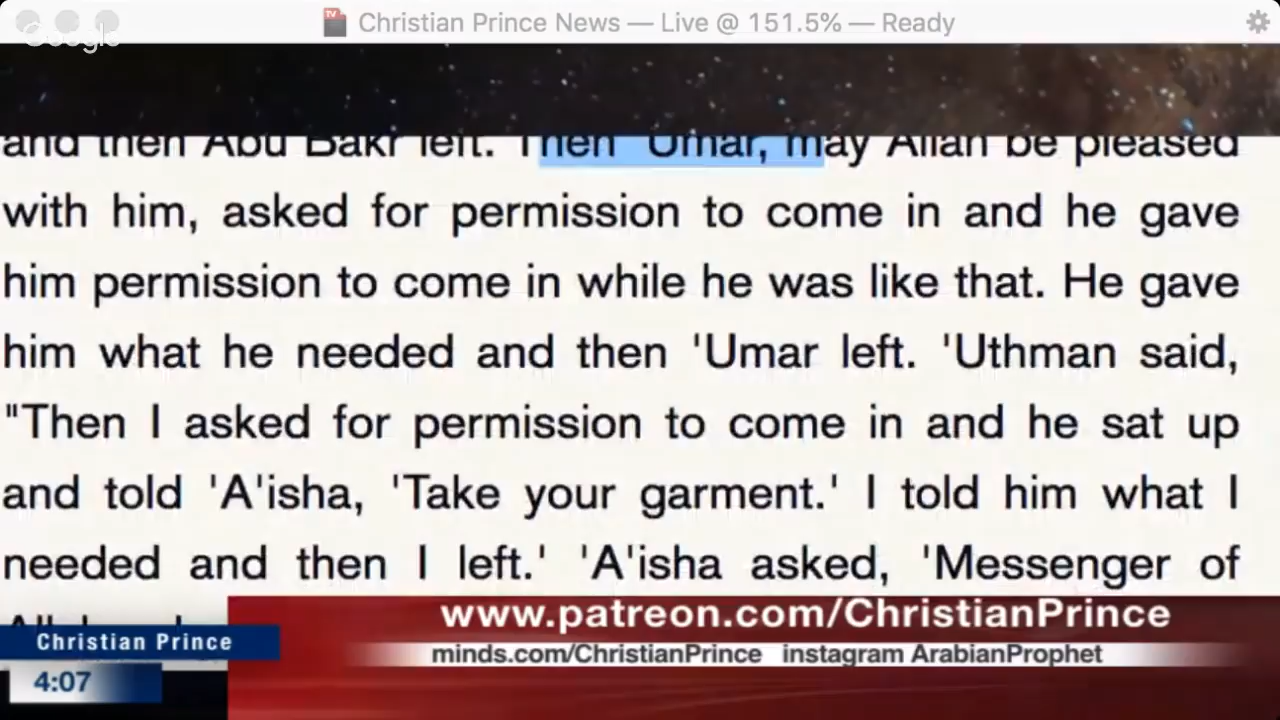 Christian Prince News — Live @ 151.5% — Ready
Google
and then Abu Bakr left. Then 'Umar, may Allah be pleased
with him, asked for permission to come in and he gave
him permission to come in while he was like that. He gave
him what he needed and then 'Umar left. 'Uthman said,
"Then I asked for permission to come in and he sat up
and told 'A'isha, 'Take your garment.' I told him what I
needed and then I left.' 'A'isha asked, 'Messenger of
www.patreon.com/ChristianPrince
Christian Prince
minds.com/ChristianPrince instagram ArabianProphet
4:07